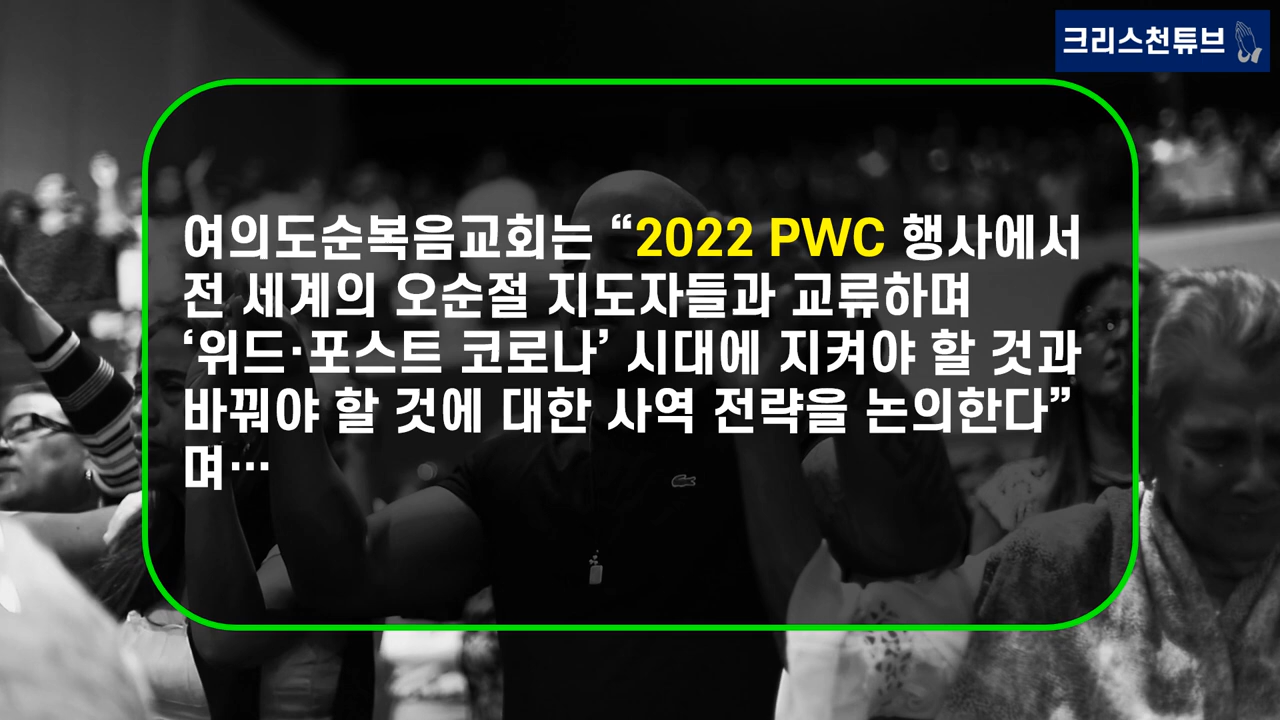 크리스천튜브
여의도순복음교회는 “2022 PWC 행사에서
전 세계의 오순절 지도자들과 교류하며
‘위드·포스트 코로나’ 시대에 지켜야 할 것과
바꿔야 할 것에 대한 사역 전략을 논의한다”
며…